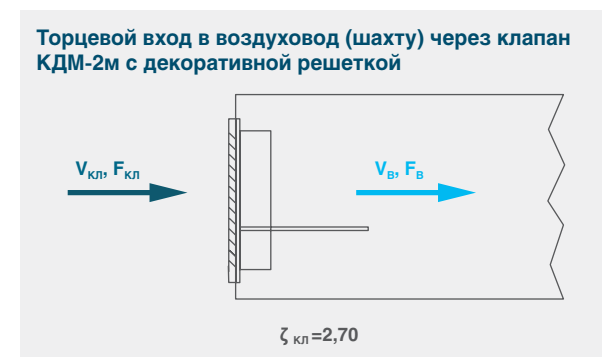 Торцевой вход в воздуховод (шахту) через клапан
КДМ-2м с декоративной решеткой
Vкл, Fкл
Vв, Fв
ζ кл=2,70